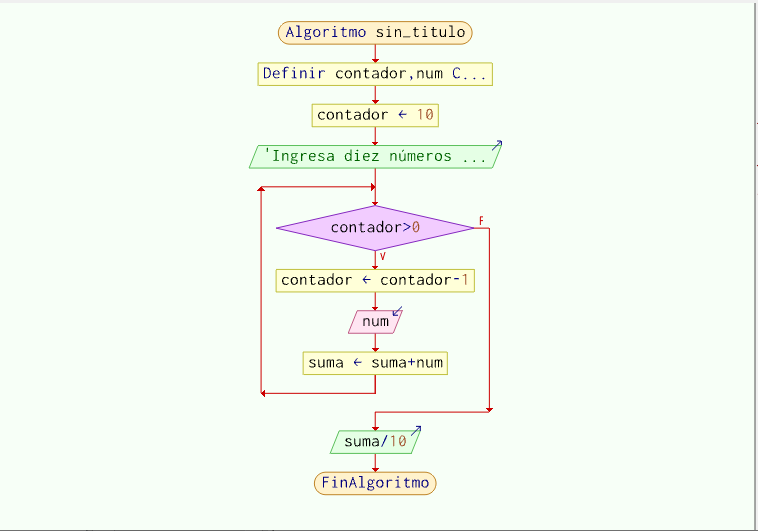 Algoritmo sin_titulo
Definir contador,num C...
contador ← 10
'Ingresa diez números ...
contador>0
F
V
contador ← contador-1
num
suma ← suma+num
suma/10
FinAlgoritmo